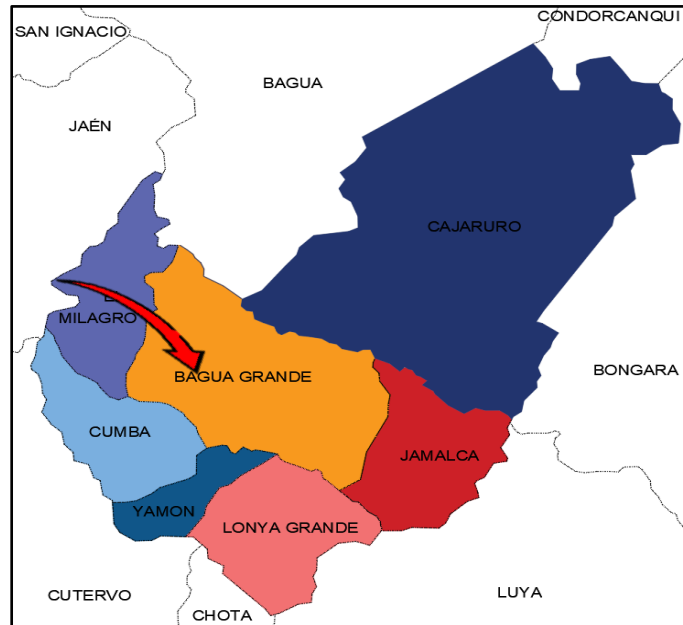 CONDORCANQUI
SAN IGNACIO
BAGUA
JAÉN
CAJARURO
MILAGRO
BONGARA
BAGUA GRANDE
CUMBA
JAMALCA
YAMON
LONYA GRANDE
LUYA
CUTERVO
CHOTA